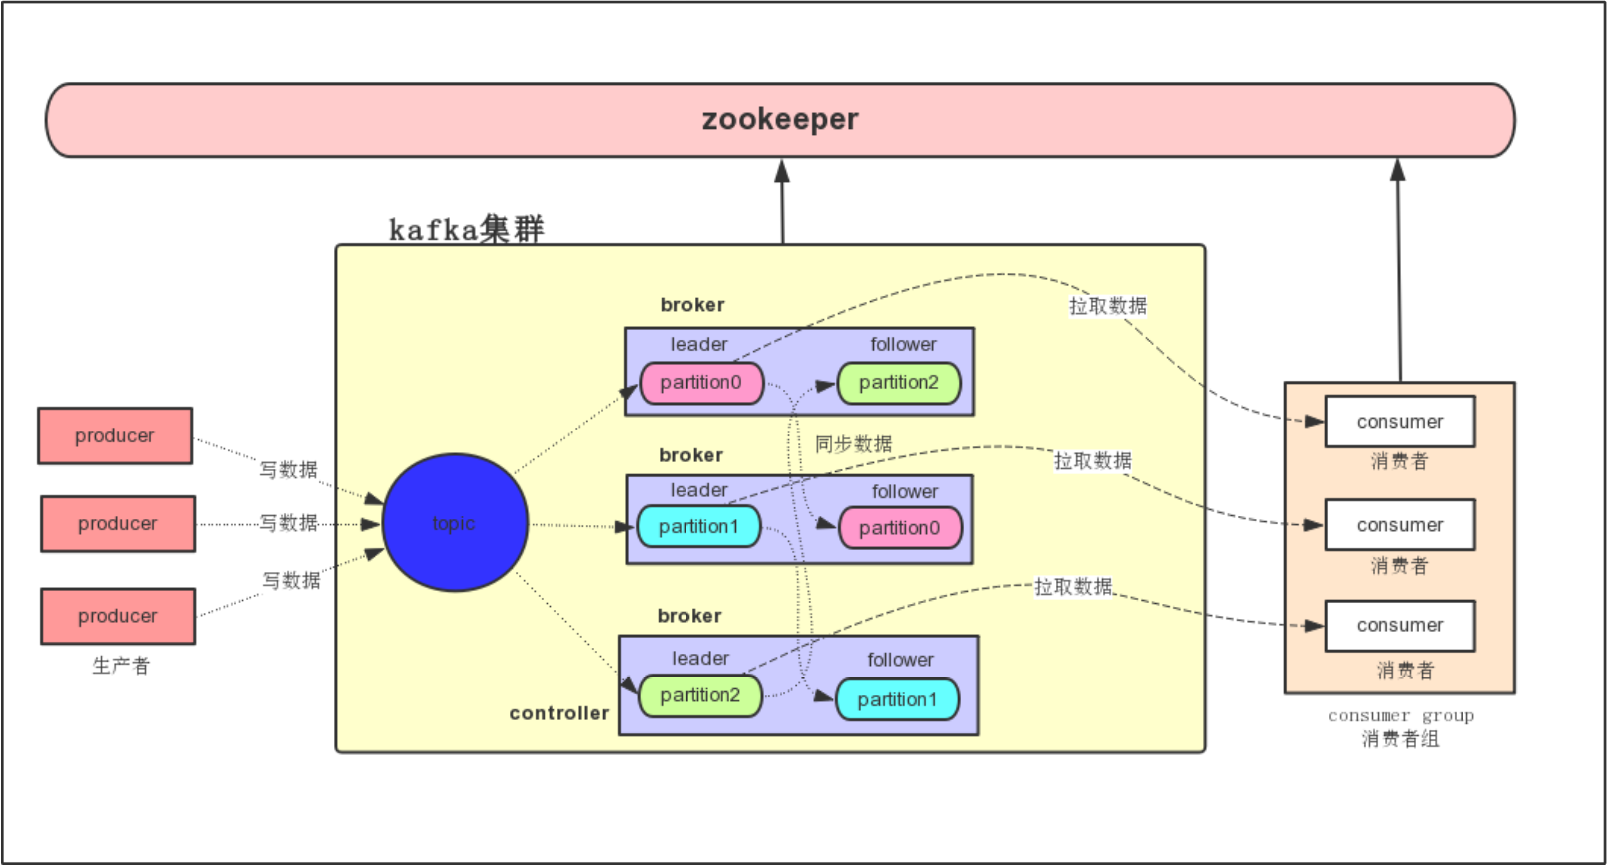 zookeeper
kafka集群
broker
leader
follower
partition0
partition2
拉取数据
同步数据
broker
leader
follower
partition1
partition0
拉取数据
broker
leader
follower
partition2
partition1
拉取数据
controller
producer
写数据
producer
写数据
producer
写数据
生产者
topic
consumer
消费者
consumer
消费者
consumer
消费者
consumer group
消费者组